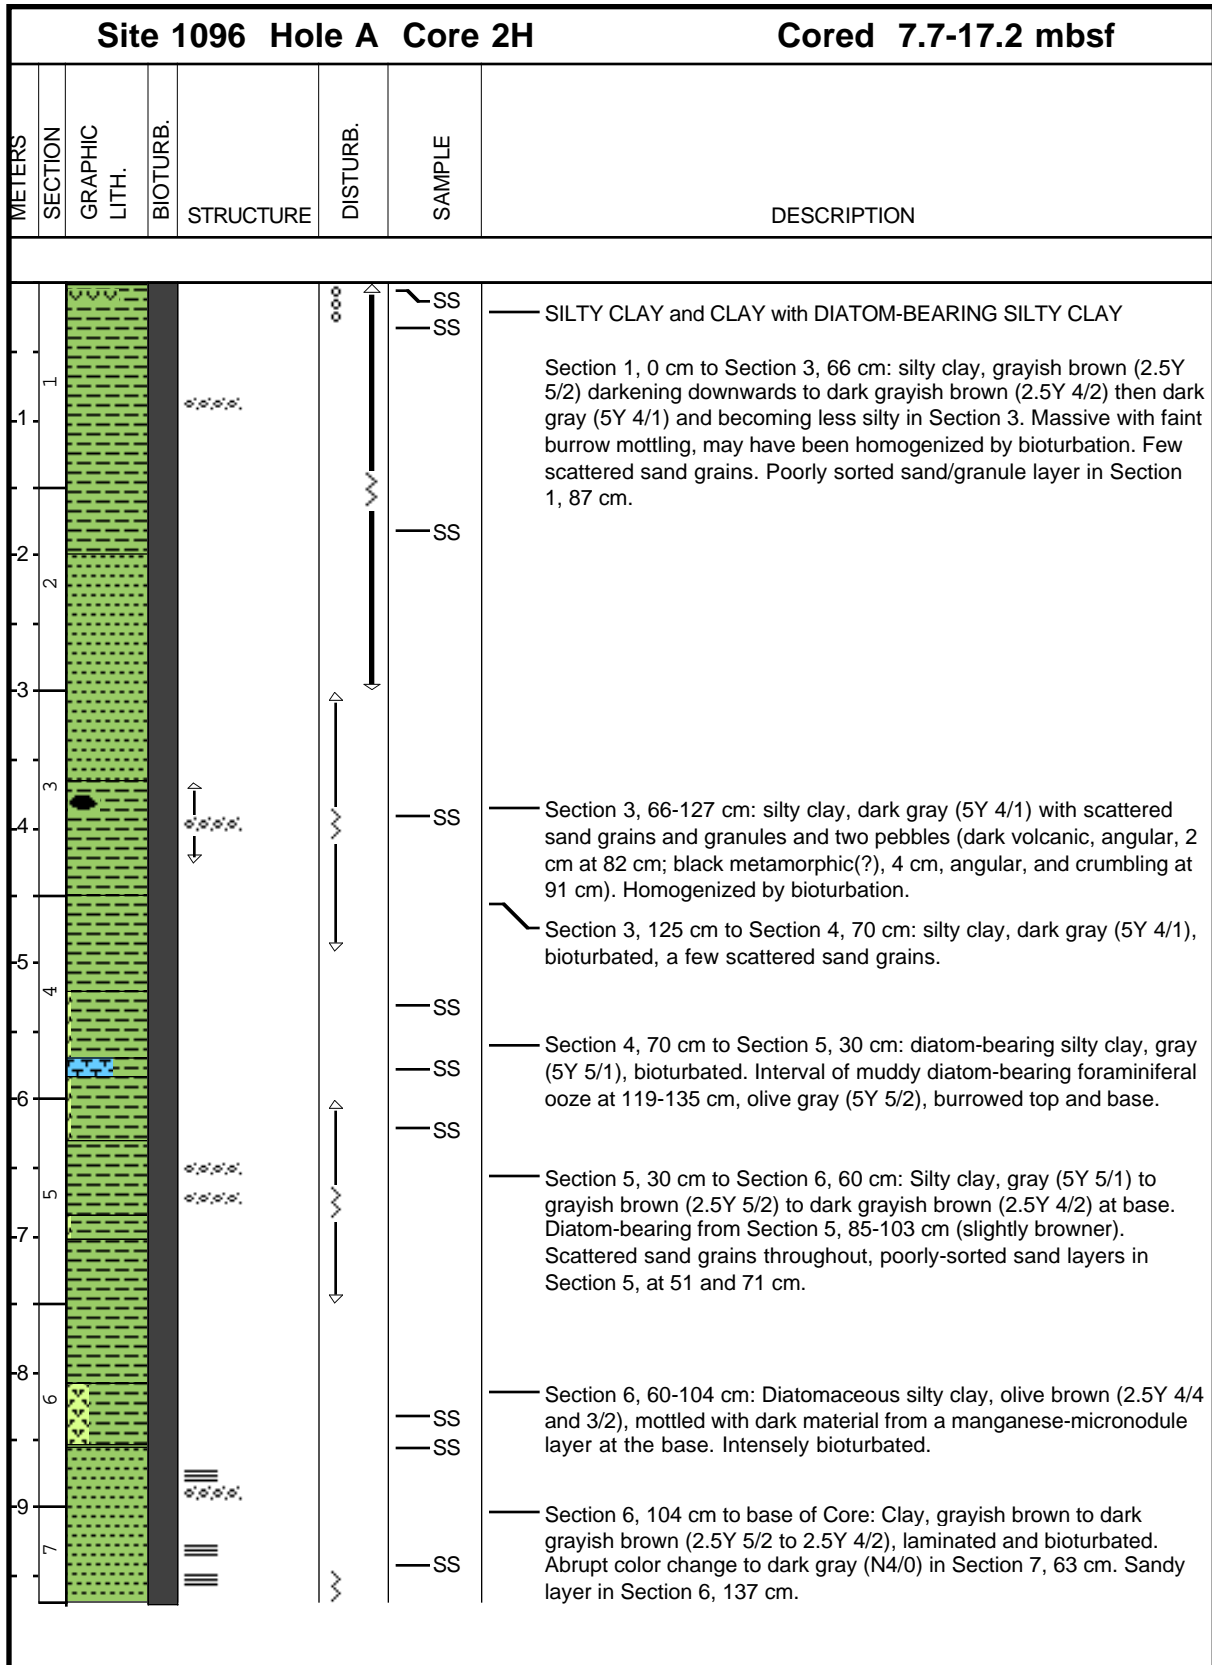 Site 1096 Hole A Core 2H Cored 7.7-17.2 mbsf
METERS
SECTION
GRAPHIC
LITH.
BIOTURB.
STRUCTURE
DISTURB.
SAMPLE
DESCRIPTION
1
2
3
4
5
6
7
8
9
1
2
3
4
5
6
7
SS
SS
SS
SS
SS
SS
SS
SS
SS
SS
SILTY CLAY and CLAY with DIATOM-BEARING SILTY CLAY
Section 1, 0 cm to Section 3, 66 cm: silty clay, grayish brown (2.5Y
5/2) darkening downwards to dark grayish brown (2.5Y 4/2) then dark
gray (5Y 4/1) and becoming less silty in Section 3. Massive with faint
burrow mottling, may have been homogenized by bioturbation. Few
scattered sand grains. Poorly sorted sand/granule layer in Section
1, 87 cm.
Section 3, 66-127 cm: silty clay, dark gray (5Y 4/1) with scattered
sand grains and granules and two pebbles (dark volcanic, angular, 2
cm at 82 cm; black metamorphic(?), 4 cm, angular, and crumbling at
91 cm). Homogenized by bioturbation.
Section 3, 125 cm to Section 4, 70 cm: silty clay, dark gray (5Y 4/1),
bioturbated, a few scattered sand grains.
Section 4, 70 cm to Section 5, 30 cm: diatom-bearing silty clay, gray
(5Y 5/1), bioturbated. Interval of muddy diatom-bearing foraminiferal
ooze at 119-135 cm, olive gray (5Y 5/2), burrowed top and base.
Section 5, 30 cm to Section 6, 60 cm: Silty clay, gray (5Y 5/1) to
grayish brown (2.5Y 5/2) to dark grayish brown (2.5Y 4/2) at base.
Diatom-bearing from Section 5, 85-103 cm (slightly browner).
Scattered sand grains throughout, poorly-sorted sand layers in
Section 5, at 51 and 71 cm.
Section 6, 60-104 cm: Diatomaceous silty clay, olive brown (2.5Y 4/4
and 3/2), mottled with dark material from a manganese-micronodule
layer at the base. Intensely bioturbated.
Section 6, 104 cm to base of Core: Clay, grayish brown to dark
grayish brown (2.5Y 5/2 to 2.5Y 4/2), laminated and bioturbated.
Abrupt color change to dark gray (N4/0) in Section 7, 63 cm. Sandy
layer in Section 6, 137 cm.